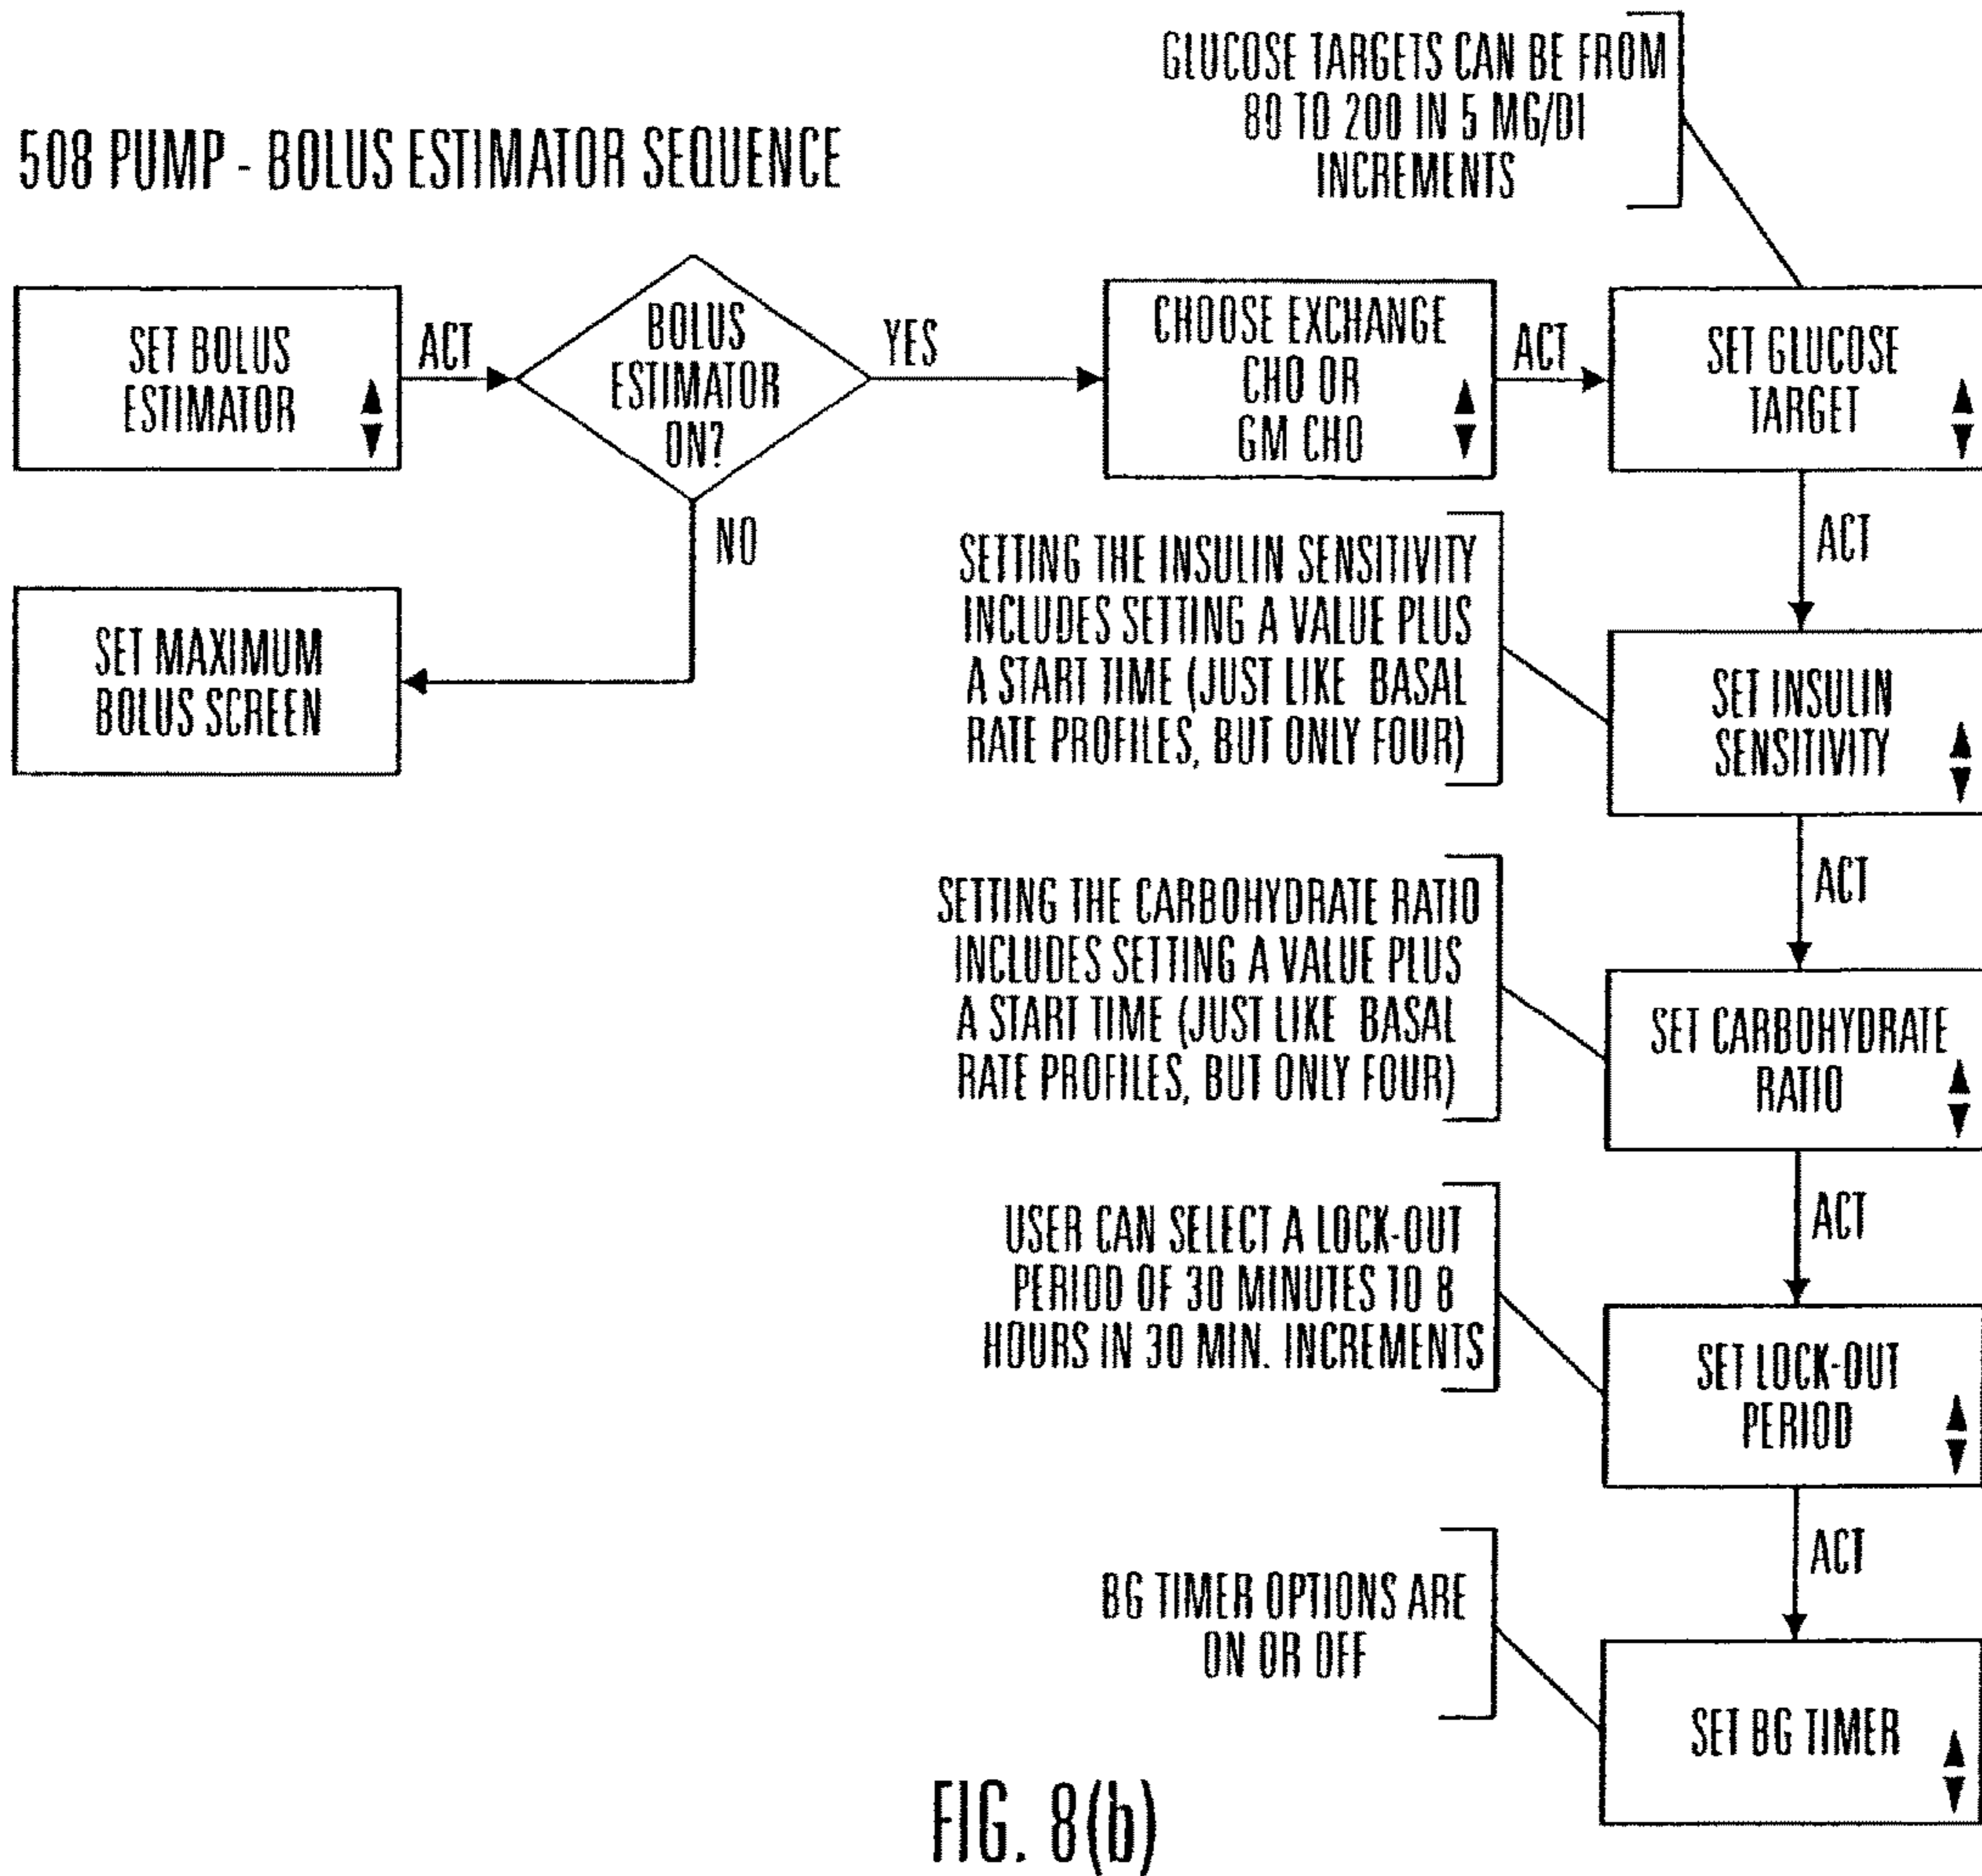 GLUCOSE TARGETS CAN BE FROM
80 TO 200 IN 5 MG/Dl
INCREMENTS
508 PUMP - BOLUS ESTIMATOR SEQUENCE
SET BOLUS
ESTIMATOR
ACT
BOLUS
ESTIMATOR
ON?
YES
CHOOSE EXCHANGE
CHO OR
GM CHO
ACT
SET GLUCOSE
TARGET
NO
ACT
SET MAXIMUM
BOLUS SCREEN
SETTING THE INSULIN SENSITIVITY
INCLUDES SETTING A VALUE PLUS
A START TIME (JUST LIKE BASAL
RATE PROFILES, BUT ONLY FOUR)
SET INSULIN
SENSITIVITY
ACT
SETTING THE CARBOHYDRATE RATIO
INCLUDES SETTING A VALUE PLUS
A START TIME (JUST LIKE BASAL
RATE PROFILES, BUT ONLY FOUR)
SET CARBOHYDRATE
RATIO
ACT
USER CAN SELECT A LOCK-OUT
PERIOD OF 30 MINUTES TO 8
HOURS IN 30 MIN. INCREMENTS
SET LOCK-OUT
PERIOD
ACT
BG TIMER OPTIONS ARE
ON OR OFF
SET BG TIMER
FIG. 8(b)